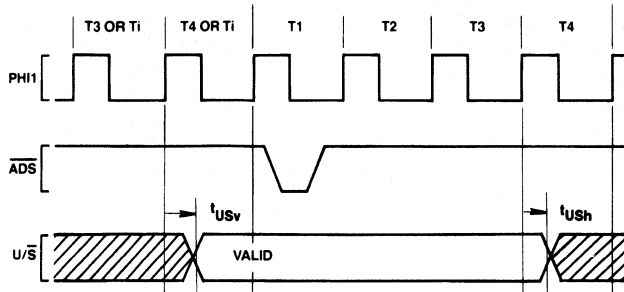 T3 OR Ti T4 OR Ti T1 T2 T3 T4
PHI1
ADS
tUSv tUSh
U/S
VALID